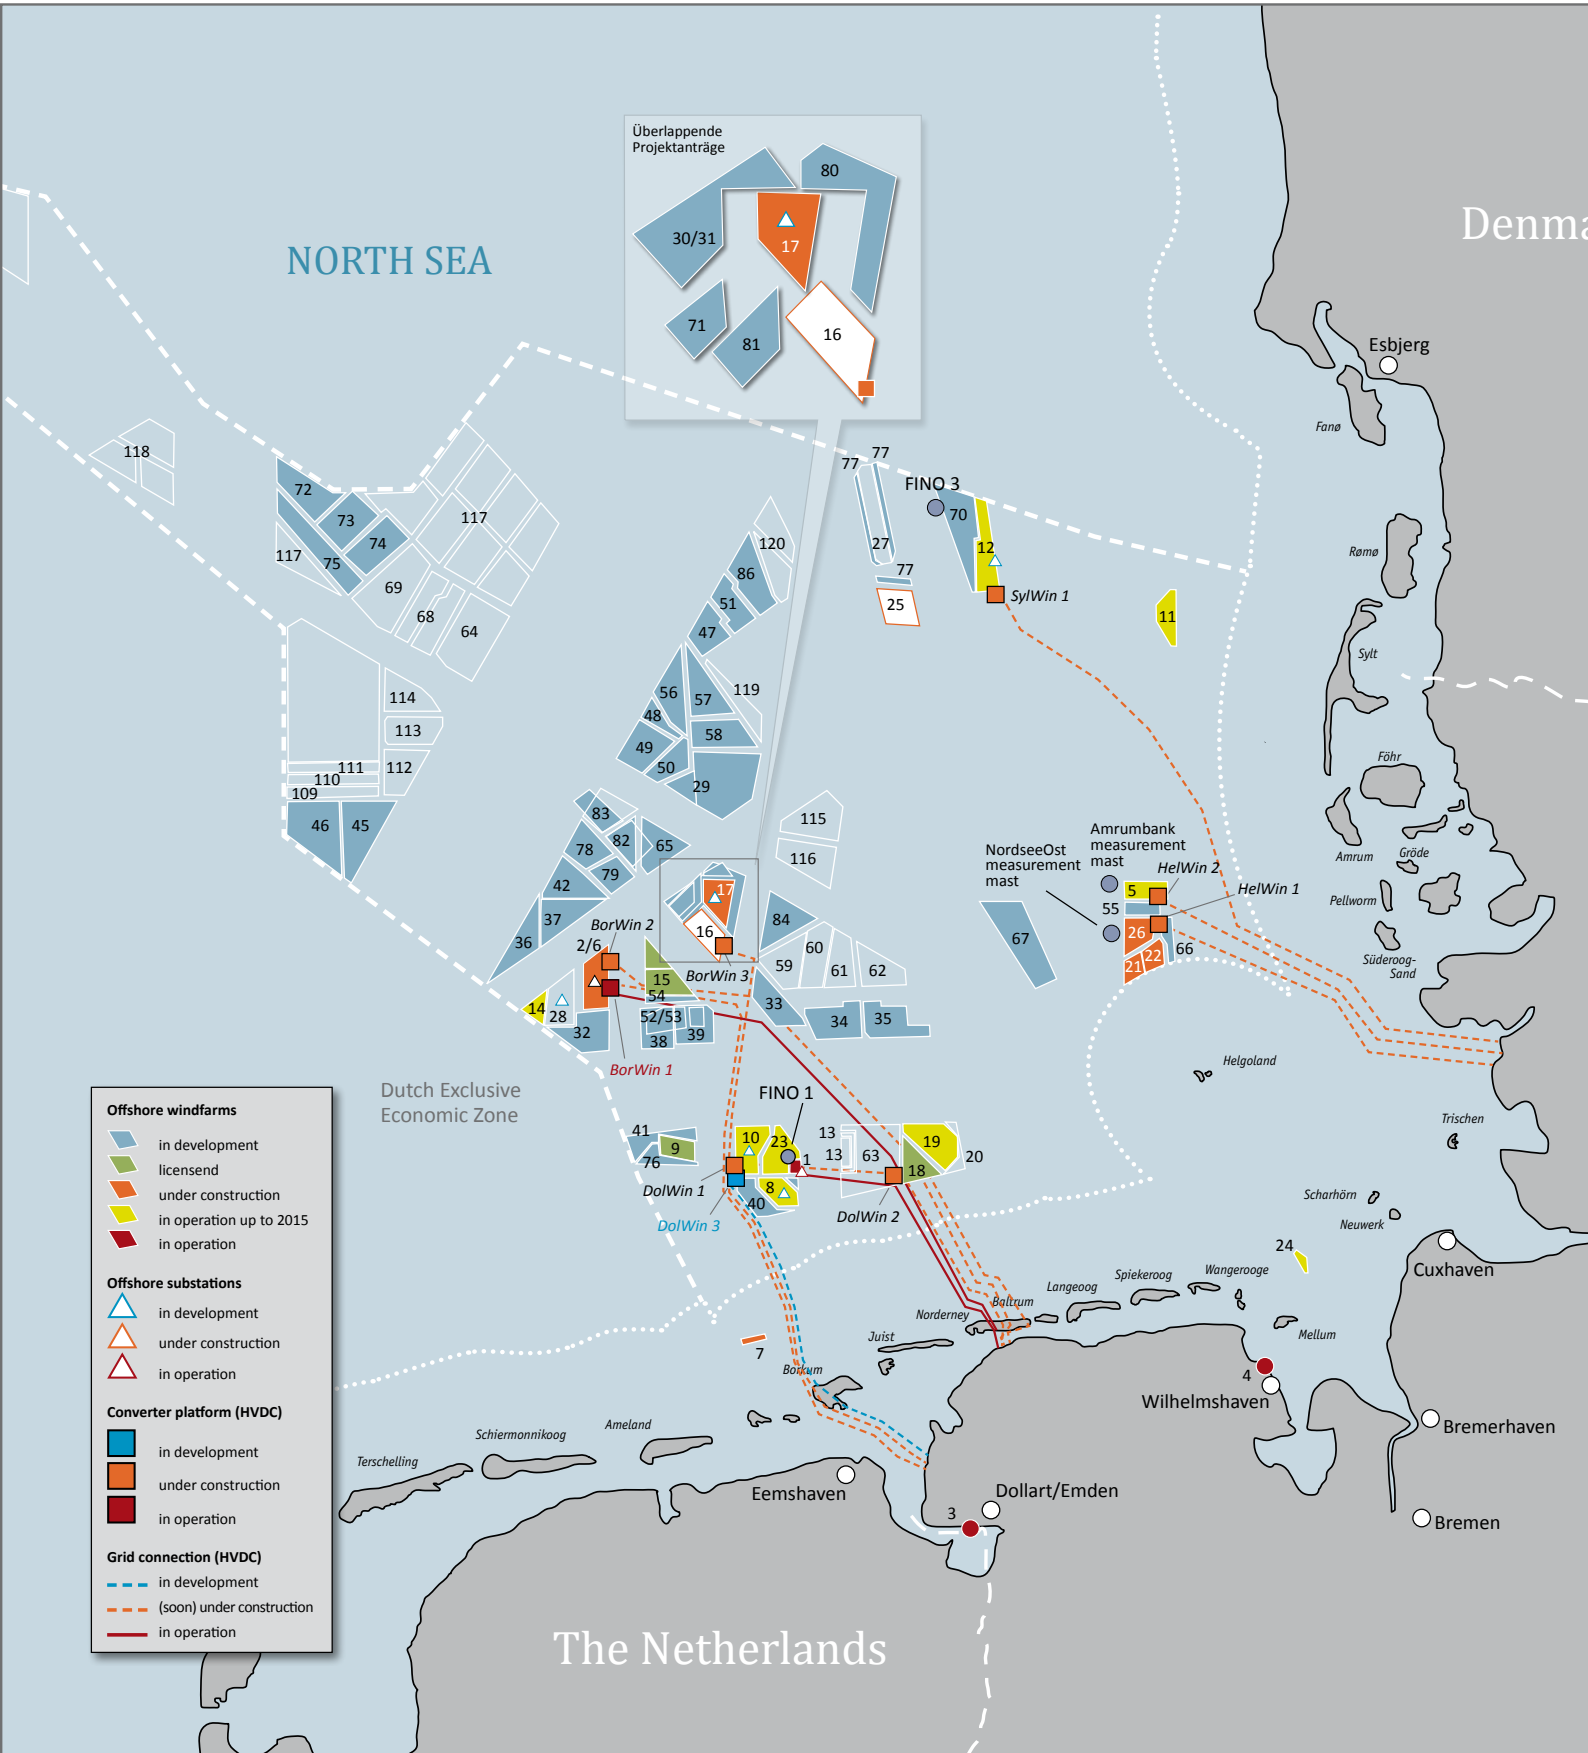 Überlappende
Projektanträge
80
30/31
17
71
81
16
NORTH SEA
Denma
Esbjerg
Fanø
118
72
73
74
75
117
117
69
68
64
77
77
FINO 3
70
12
27
77
25
SylWin 1
11
Rømø
Sylt
120
86
51
47
56
57
119
48
58
49
50
29
114
113
112
111
110
109
46
45
Föhr
Amrum
Gröde
Pellworm
Süderoog-
Sand
83
82
65
78
79
42
37
36
115
116
Amrumbank
measurement
mast
NordseeOst
measurement
mast
HelWin 2
HelWin 1
5
55
26
66
22
21
67
17
16
BorWin 2
2/6
BorWin 3
84
60
59
61
62
15
54
14
28
32
52/53
38
39
33
34
35
BorWin 1
Helgoland
Trischen
Dutch Exclusive
Economic Zone
FINO 1
41
9
76
10
23
1
13
13
63
19
20
18
8
40
DolWin 1
DolWin 3
DolWin 2
Scharhörn
Neuwerk
24
Cuxhaven
Wangerooge
Spiekeroog
Langeoog
Baltrum
Norderney
Juist
Mellum
7
Borkum
4
Wilhelmshaven
Bremerhaven
Ameland
Schiermonnikoog
Terschelling
Eemshaven
Dollart/Emden
3
Bremen
The Netherlands
Offshore windfarms
in development
licensend
under construction
in operation up to 2015
in operation
Offshore substations
in development
under construction
in operation
Converter platform (HVDC)
in development
under construction
in operation
Grid connection (HVDC)
in development
(soon) under construction
in operation